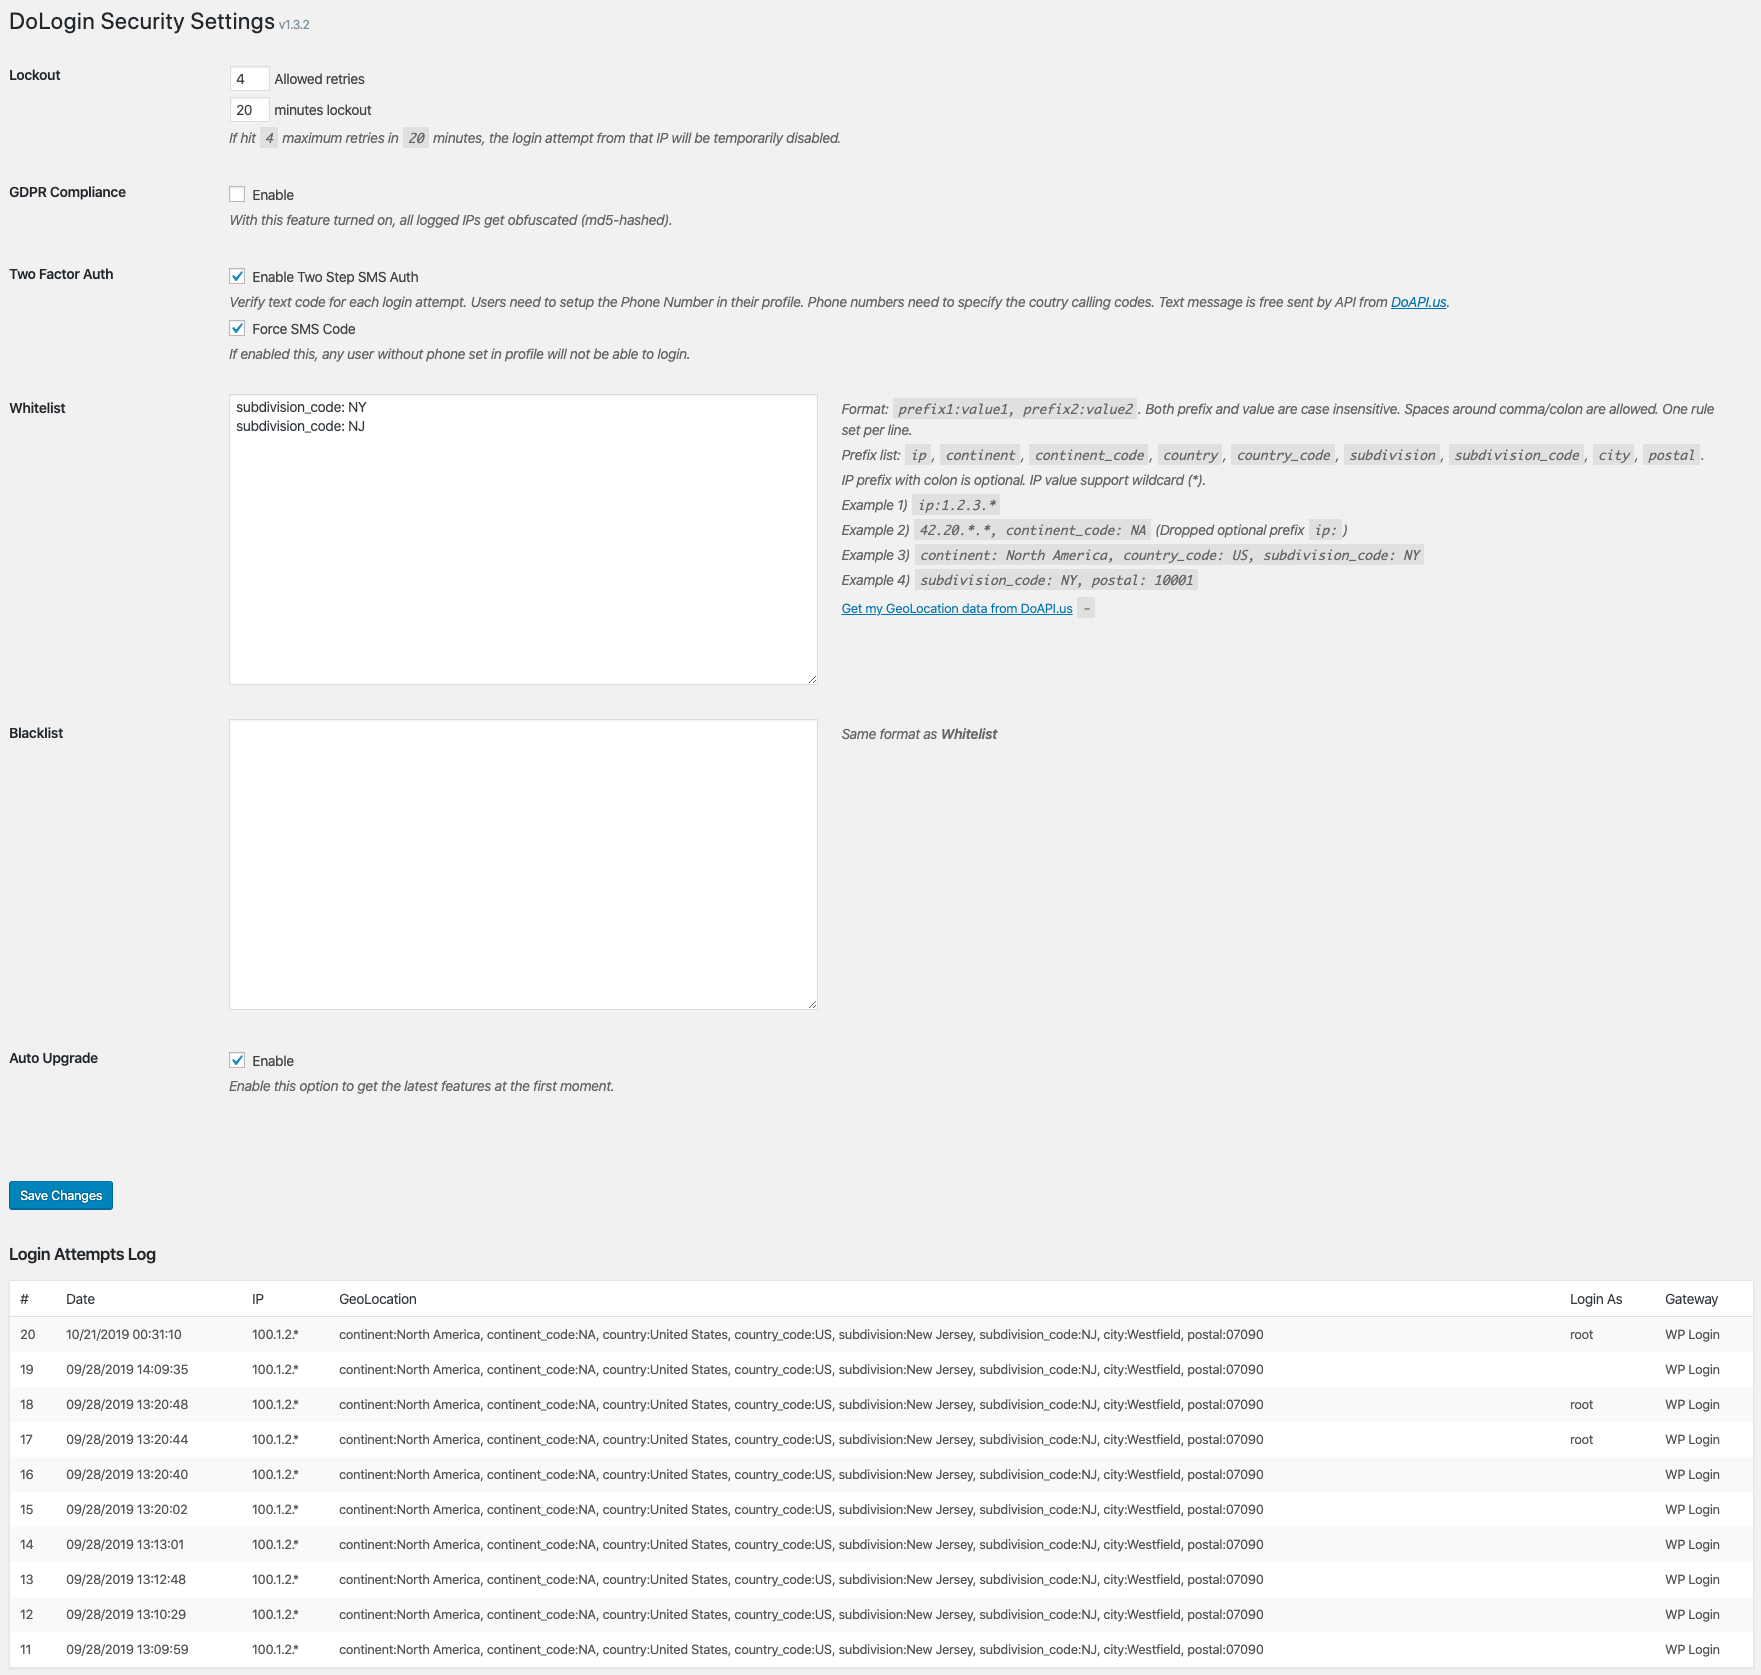 DoLogin Security Settings v1.3.2
Lockout
4 Allowed retries
20 minutes lockout
If hit 4 maximum retries in 20 minutes, the login attempt from that IP will be temporarily disabled.
GDPR Compliance
Enable
With this feature turned on, all logged IPs get obfuscated (md5-hashed).
Two Factor Auth
Enable Two Step SMS Auth
Verify text code for each login attempt. Users need to setup the Phone Number in their profile. Phone numbers need to specify the coutry calling codes. Text message is free sent by API from DoAPI.us.
Force SMS Code
If enabled this, any user without phone set in profile will not be able to login.
Whitelist
subdivision_code: NY
subdivision_code: NJ
Format: prefix1:value1, prefix2:value2 . Both prefix and value are case insensitive. Spaces around comma/colon are allowed. One rule
set per line.
Prefix list: ip , continent , continent_code , country , country_code , subdivision , subdivision_code , city , postal .
IP prefix with colon is optional. IP value support wildcard (*).
Example 1) ip:1.2.3.*
Example 2) 42.20.*.*, continent_code: NA (Dropped optional prefix ip: )
Example 3) continent: North America, country_code: US, subdivision_code: NY
Example 4) subdivision_code: NY, postal: 10001
Get my GeoLocation data from DoAPI.us -
Blacklist
Same format as Whitelist
Auto Upgrade
Enable
Enable this option to get the latest features at the first moment.
Save Changes
Login Attempts Log
# Date IP GeoLocation Login As Gateway
20 10/21/2019 00:31:10 100.1.2.* continent:North America, continent_code:NA, country:United States, country_code:US, subdivision:New Jersey, subdivision_code:NJ, city:Westfield, postal:07090 root WP Login
19 09/28/2019 14:09:35 100.1.2.* continent:North America, continent_code:NA, country:United States, country_code:US, subdivision:New Jersey, subdivision_code:NJ, city:Westfield, postal:07090 WP Login
18 09/28/2019 13:20:48 100.1.2.* continent:North America, continent_code:NA, country:United States, country_code:US, subdivision:New Jersey, subdivision_code:NJ, city:Westfield, postal:07090 root WP Login
17 09/28/2019 13:20:44 100.1.2.* continent:North America, continent_code:NA, country:United States, country_code:US, subdivision:New Jersey, subdivision_code:NJ, city:Westfield, postal:07090 root WP Login
16 09/28/2019 13:20:40 100.1.2.* continent:North America, continent_code:NA, country:United States, country_code:US, subdivision:New Jersey, subdivision_code:NJ, city:Westfield, postal:07090 WP Login
15 09/28/2019 13:20:02 100.1.2.* continent:North America, continent_code:NA, country:United States, country_code:US, subdivision:New Jersey, subdivision_code:NJ, city:Westfield, postal:07090 WP Login
14 09/28/2019 13:13:01 100.1.2.* continent:North America, continent_code:NA, country:United States, country_code:US, subdivision:New Jersey, subdivision_code:NJ, city:Westfield, postal:07090 WP Login
13 09/28/2019 13:12:48 100.1.2.* continent:North America, continent_code:NA, country:United States, country_code:US, subdivision:New Jersey, subdivision_code:NJ, city:Westfield, postal:07090 WP Login
12 09/28/2019 13:10:29 100.1.2.* continent:North America, continent_code:NA, country:United States, country_code:US, subdivision:New Jersey, subdivision_code:NJ, city:Westfield, postal:07090 WP Login
11 09/28/2019 13:09:59 100.1.2.* continent:North America, continent_code:NA, country:United States, country_code:US, subdivision:New Jersey, subdivision_code:NJ, city:Westfield, postal:07090 WP Login